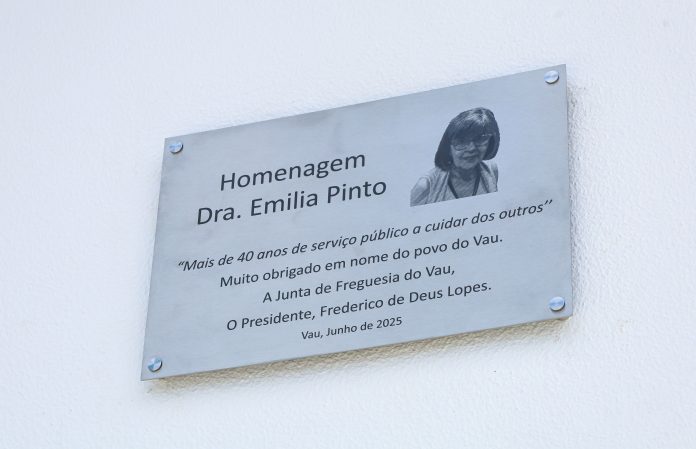 Homenagem
Dra. Emilia Pinto
“Mais de 40 anos de serviço público a cuidar dos outros’’
Muito obrigado em nome do povo do Vau.
A Junta de Freguesia do Vau,
O Presidente, Frederico de Deus Lopes.
Vau, Junho de 2025